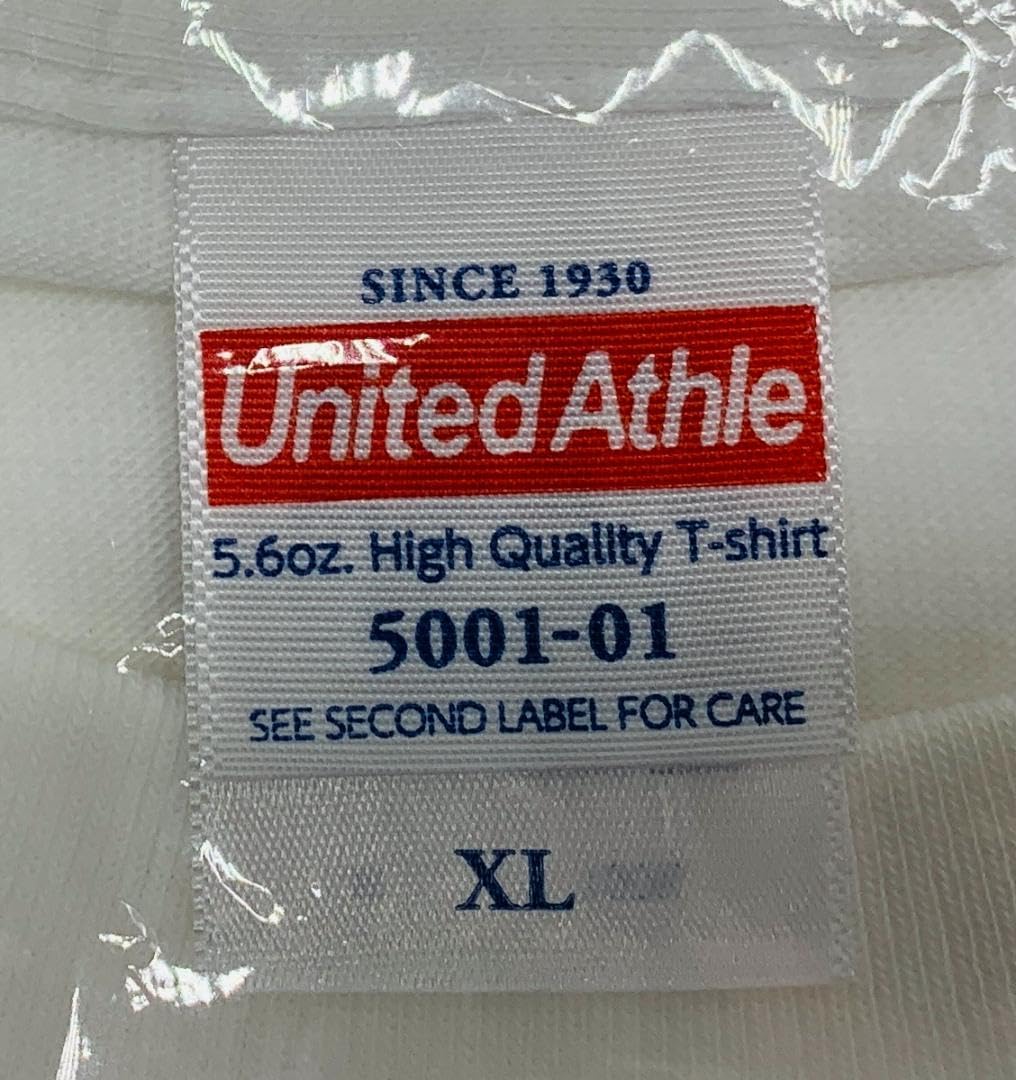 SINCE 1930
United Athle
5.6oz. High Quality T-shirt
5001-01
SEE SECOND LABEL FOR CARE
XL